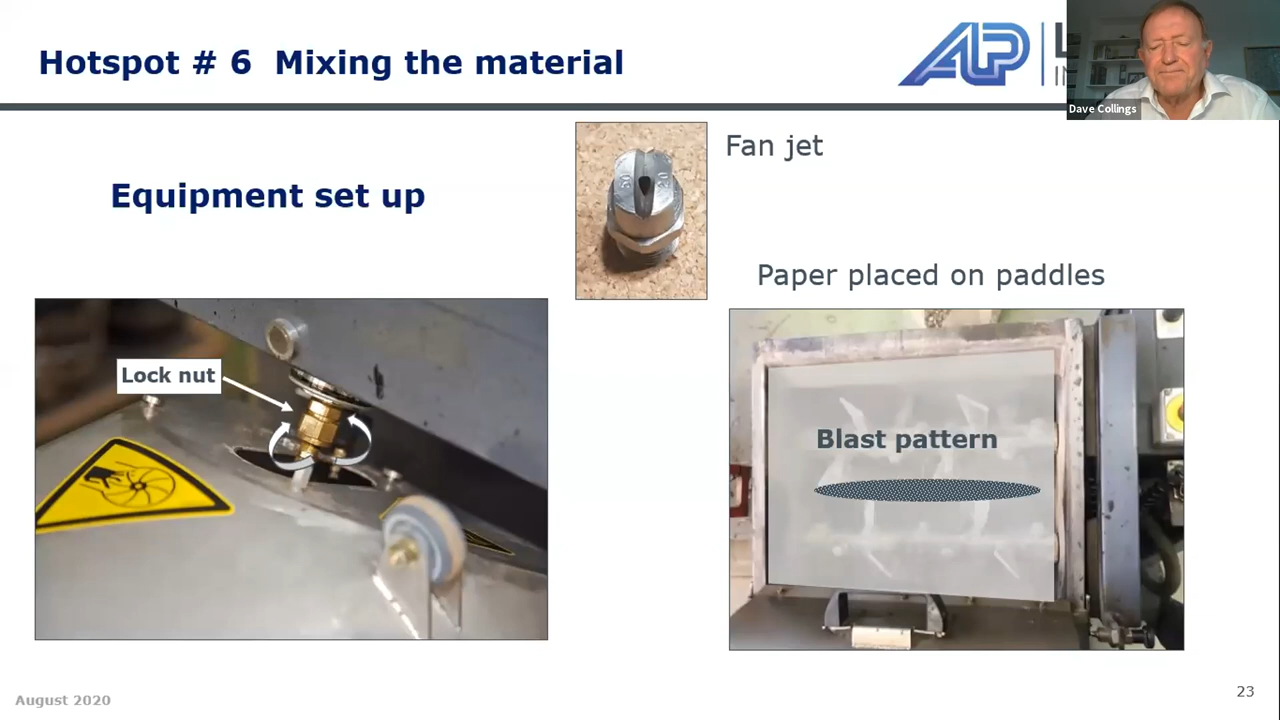 Hotspot # 6 Mixing the material
ALP
Dave Collings
Equipment set up
Fan jet
Paper placed on paddles
Lock nut
Blast pattern
August 2020
23